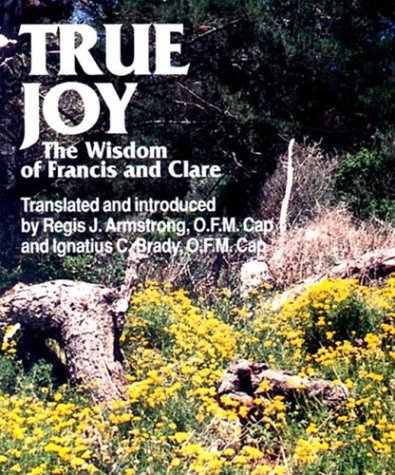 TRUE
JOY
The Wisdom
of Francis and Clare
Translated and introduced
by Regis J. Armstrong, O.F.M. Cap
and Ignatius C. Brady, O.F.M. Cap